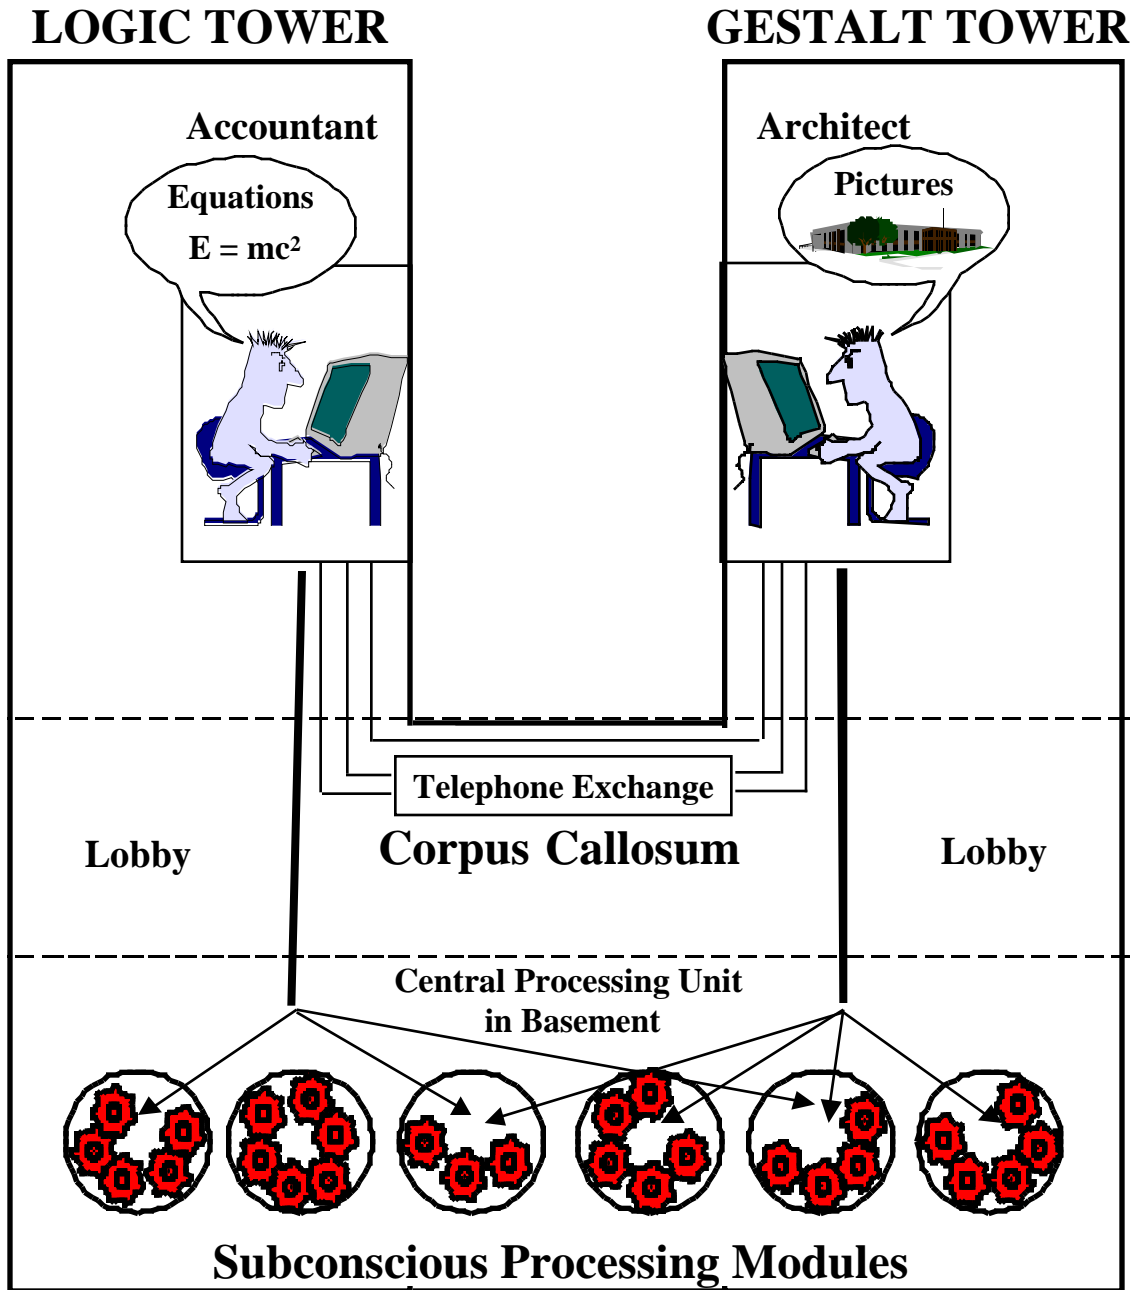 LOGIC TOWER
GESTALT TOWER
Accountant
Architect
Equations
E = mc²
Pictures
Telephone Exchange
Corpus Callosum
Lobby
Lobby
Central Processing Unit
in Basement
Subconscious Processing Modules